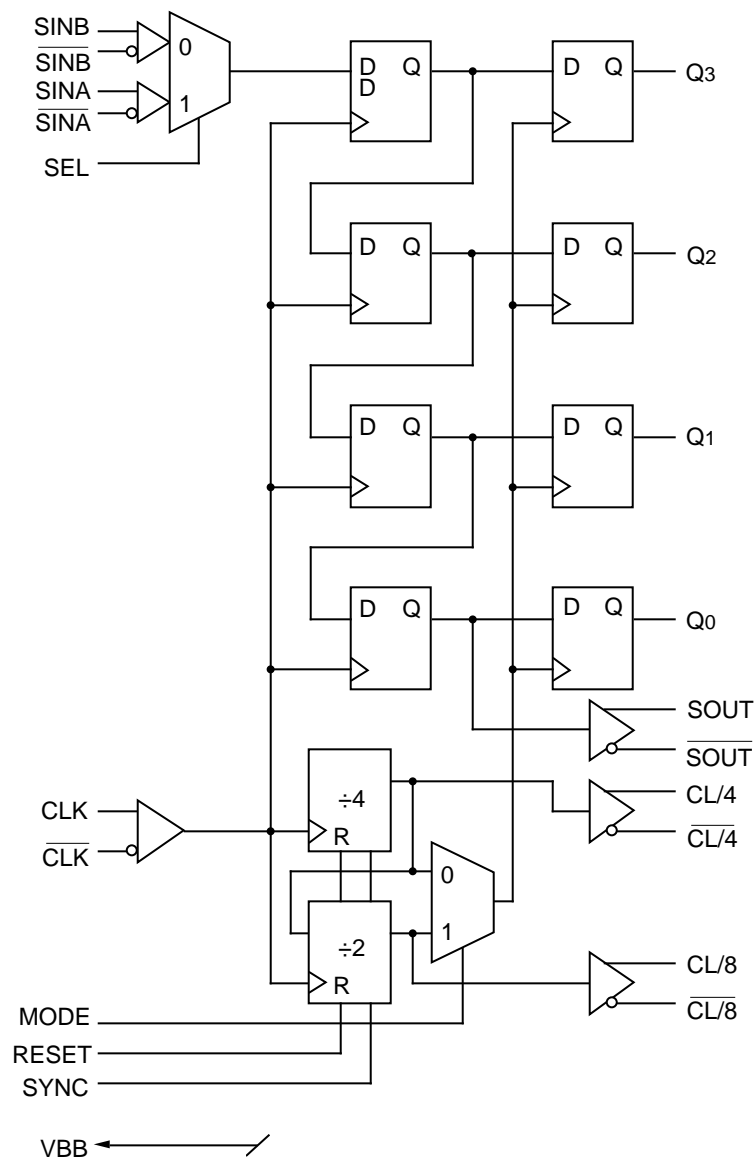 SINB
0
SINB
SINA
1
SINA
SEL
D Q
D
D Q
Q3
D Q
D Q
Q2
D Q
D Q
Q1
D Q
D Q
Q0
SOUT
SOUT
÷4
R
CL/4
CL/4
CLK
CLK
0
1
÷2
R
CL/8
CL/8
MODE
RESET
SYNC
VBB